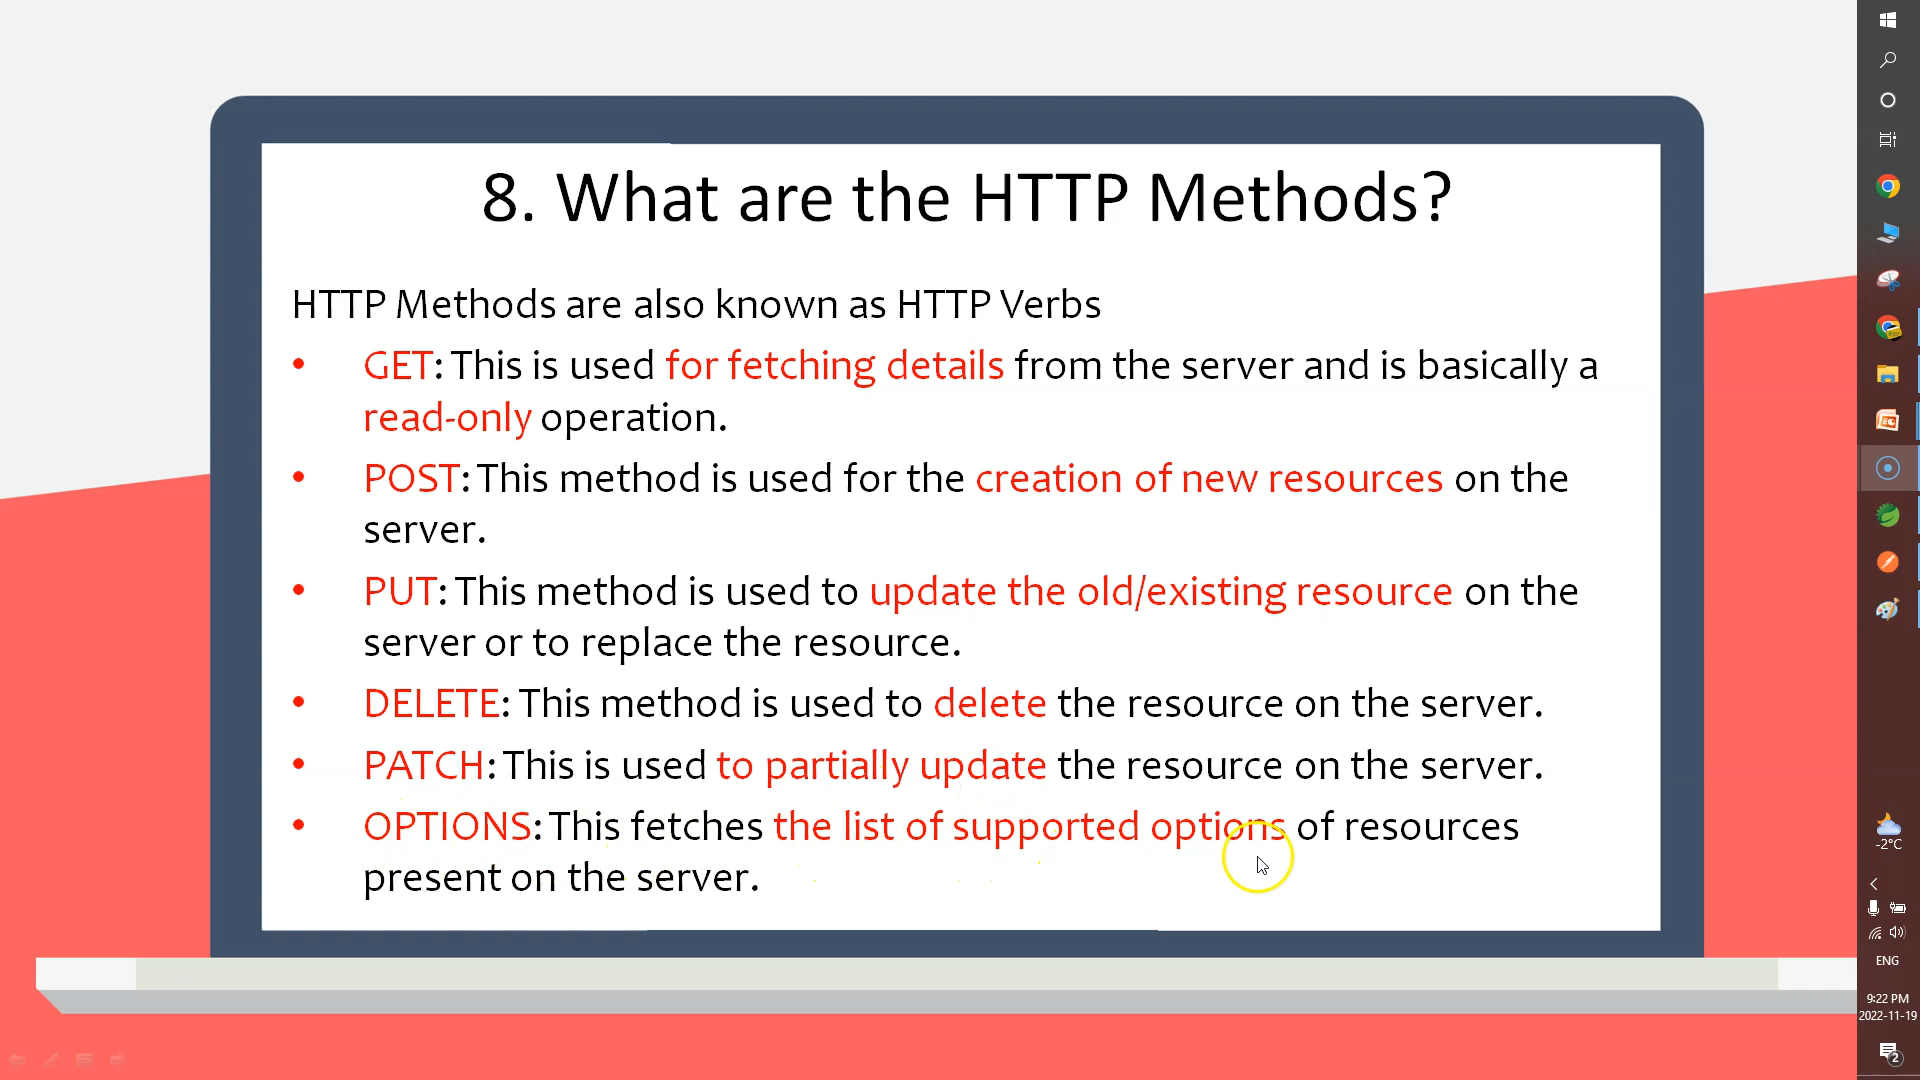 8. What are the HTTP Methods?
HTTP Methods are also known as HTTP Verbs
• GET: This is used for fetching details from the server and is basically a
read-only operation.
• POST: This method is used for the creation of new resources on the
server.
• PUT: This method is used to update the old/existing resource on the
server or to replace the resource.
• DELETE: This method is used to delete the resource on the server.
• PATCH: This is used to partially update the resource on the server.
• OPTIONS: This fetches the list of supported options of resources
present on the server.
-2°C
ENG
9:22 PM
2022-11-19
2